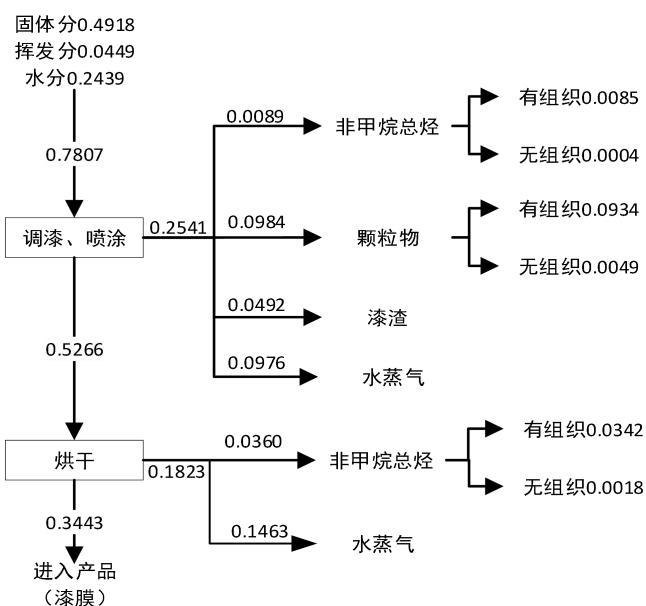 固体分0.4918
挥发分0.0449
水分0.2439
0.7807
调漆、喷涂
0.2541
0.0089
非甲烷总烃
有组织0.0085
无组织0.0004
0.0984
颗粒物
有组织0.0934
无组织0.0049
0.0492
漆渣
0.0976
水蒸气
0.5266
烘干
0.1823
0.0360
非甲烷总烃
有组织0.0342
无组织0.0018
0.1463
水蒸气
0.3443
进入产品
（漆膜）